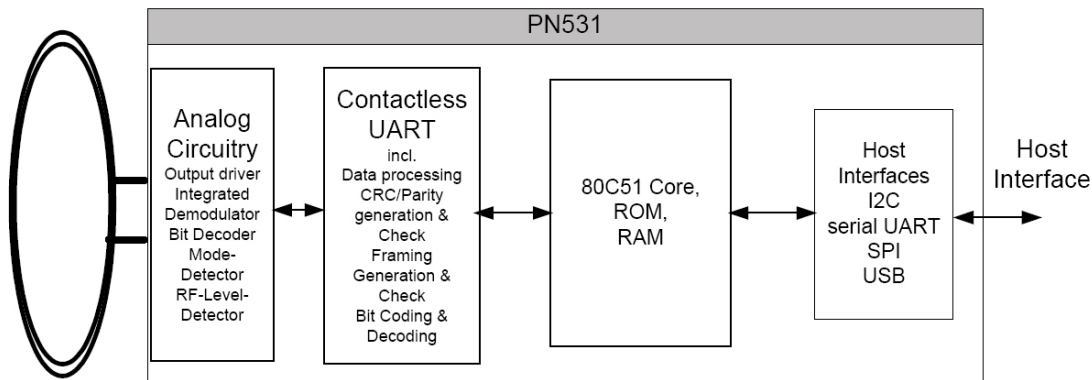 PN531
Analog
Circuitry
Output driver
Integrated
Demodulator
Bit Decoder
Mode-
Detector
RF-Level-
Detector
Contactless
UART
incl.
Data processing
CRC/Parity
generation &
Check
Framing
Generation &
Check
Bit Coding &
Decoding
80C51 Core,
ROM,
RAM
Host
Interfaces
I2C
serial UART
SPI
USB
Host
Interface